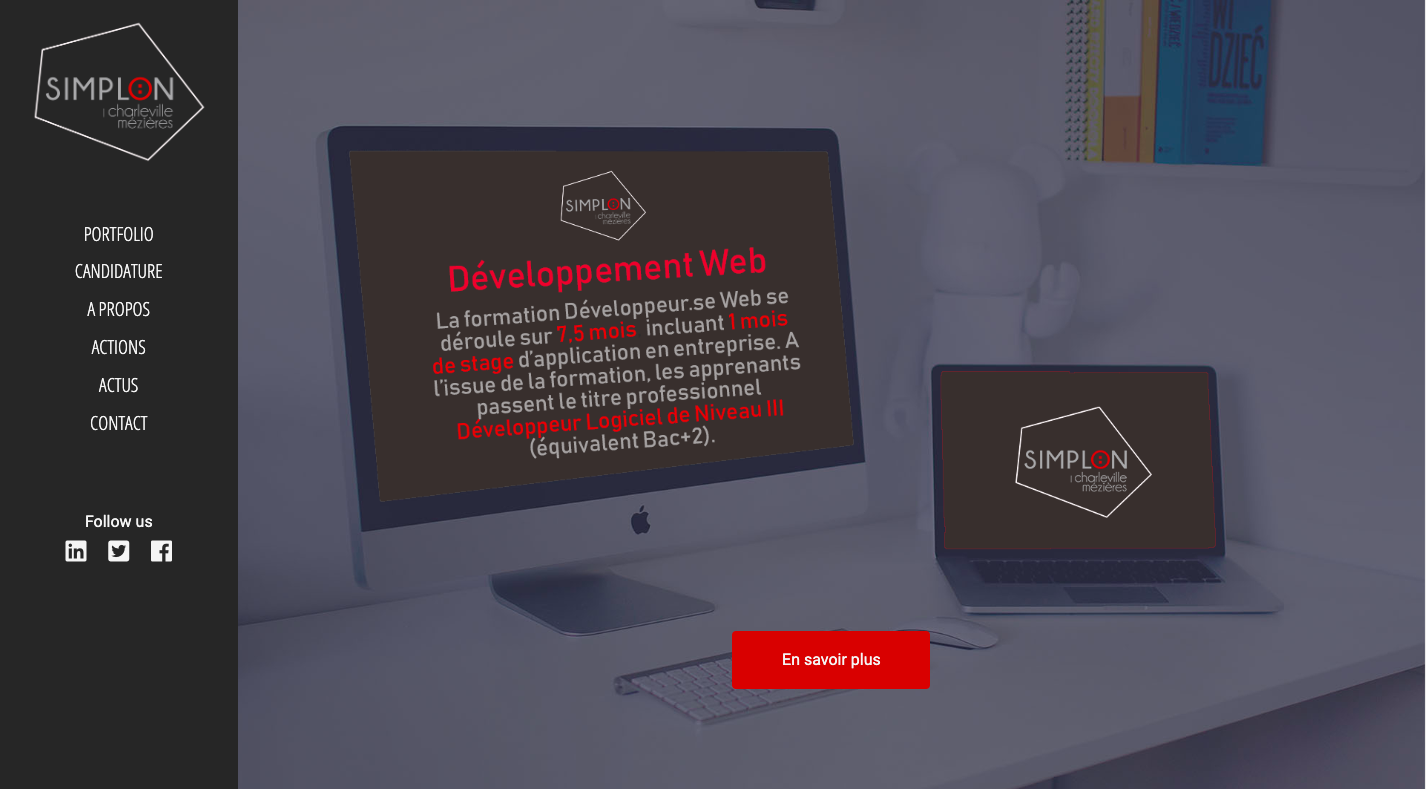 SIMPLON
charleville
mézières
PORTFOLIO
CANDIDATURE
A PROPOS
ACTIONS
ACTUS
CONTACT
Follow us
in
DZIEĆ
SIMPLON
charleville
mézières
Développement Web
La formation Développeur.se Web se
déroule sur 7,5 mois incluant 1 mois
de stage d’application en entreprise. A
l’issue de la formation, les apprenants
passent le titre professionnel
Développeur Logiciel de Niveau III
(équivalent Bac+2).
SIMPLON
charleville
mézières
En savoir plus